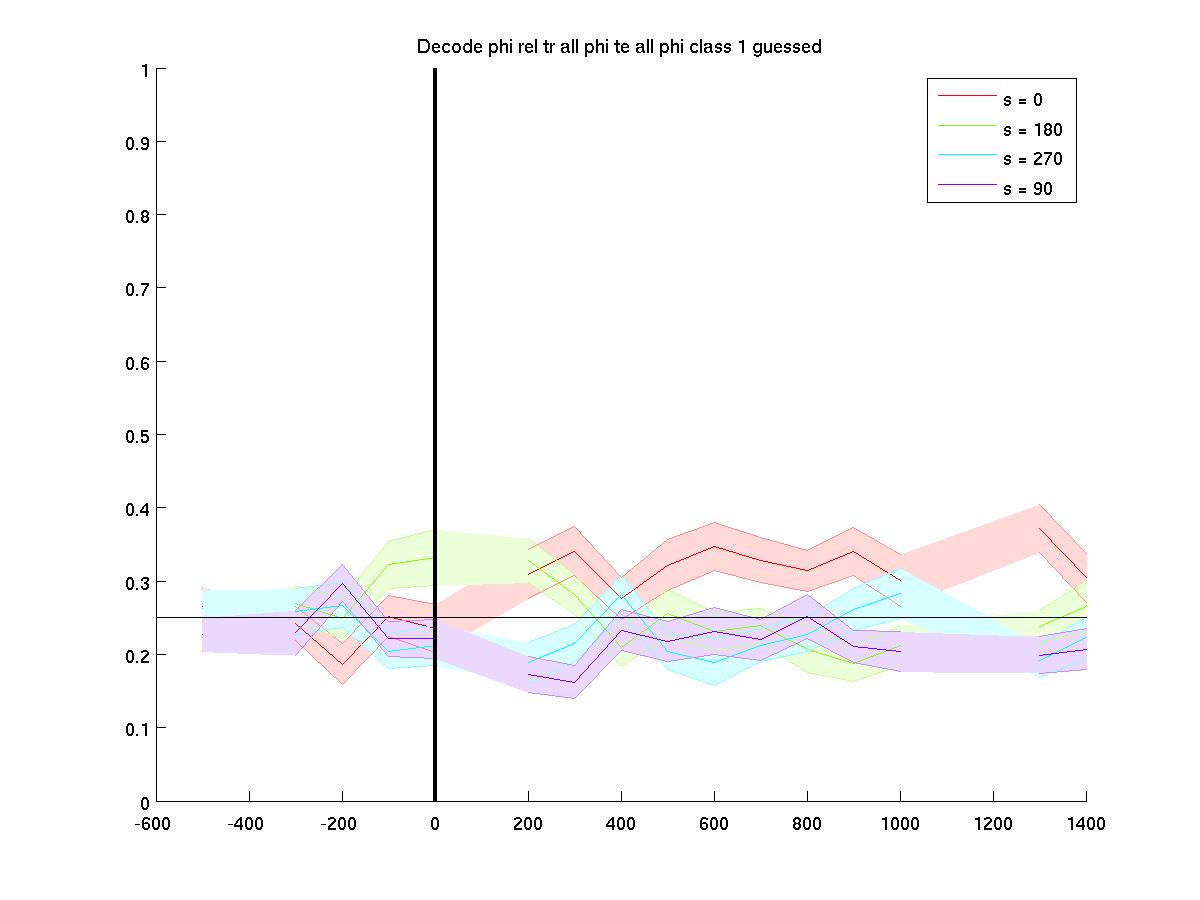 Decode phi rel tr all phi te all phi class 1 guessed
s = 0
s = 180
s = 270
s = 90
1
0.9
0.8
0.7
0.6
0.5
0.4
0.3
0.2
0.1
0
-600 -400 -200 0 200 400 600 800 1000 1200 1400